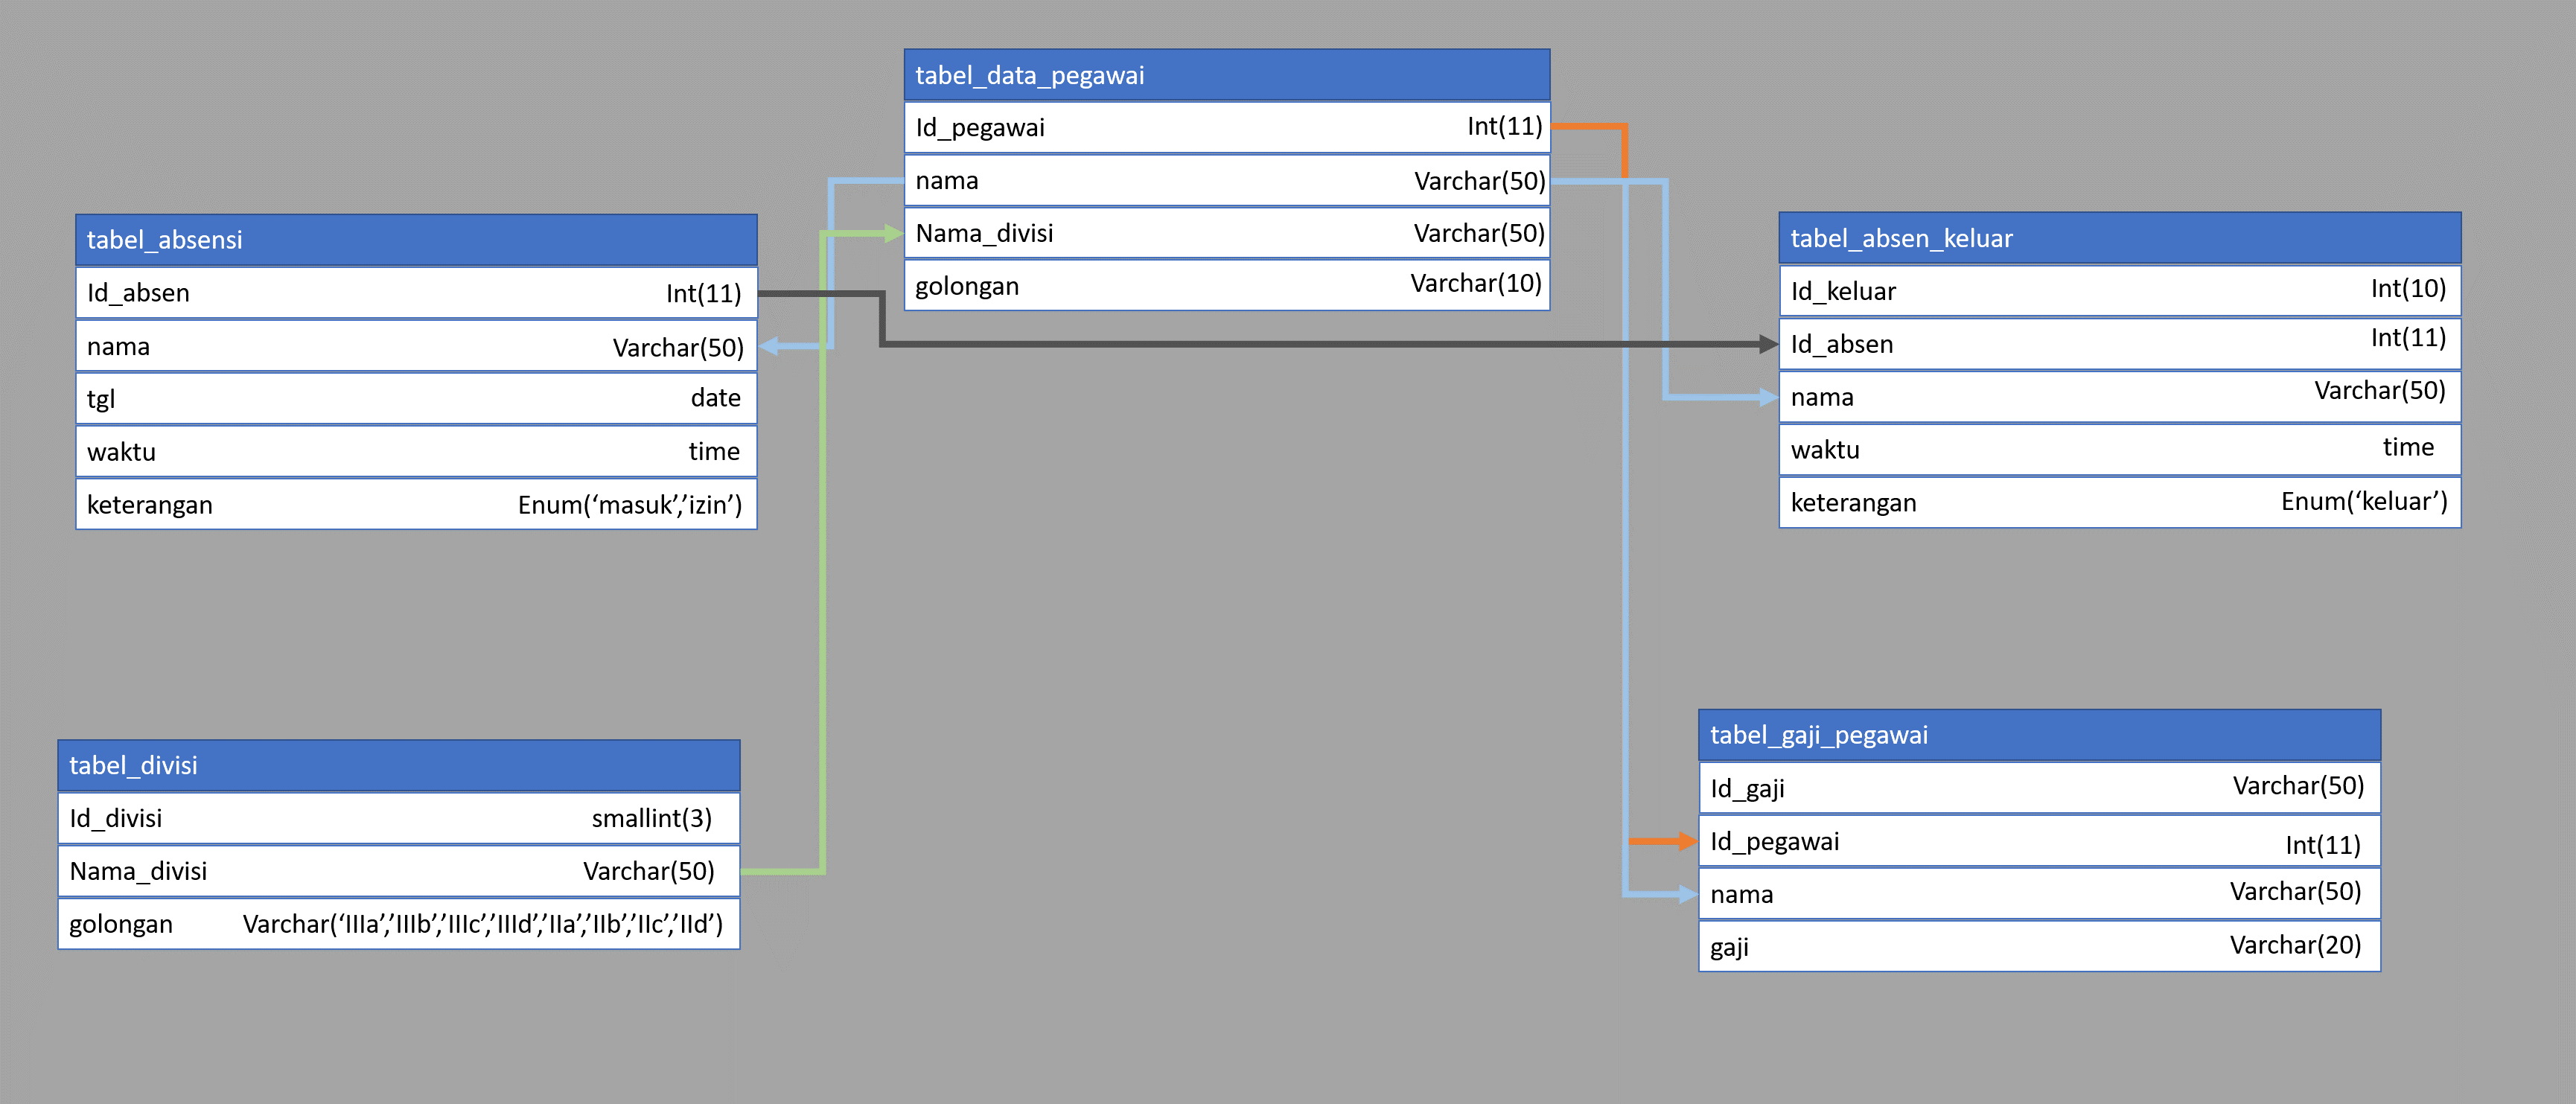 tabel_data_pegawai
Id_pegawai Int(11)
nama Varchar(50)
Nama_divisi Varchar(50)
golongan Varchar(10)
tabel_absensi
Id_absen Int(11)
nama Varchar(50)
tgl date
waktu time
keterangan Enum(‘masuk’,’izin’)
tabel_absen_keluar
Id_keluar Int(10)
Id_absen Int(11)
nama Varchar(50)
waktu time
keterangan Enum(‘keluar’)
tabel_divisi
Id_divisi smallint(3)
Nama_divisi Varchar(50)
golongan Varchar(‘IIIa’,’IIIb’,’IIIc’,’IIId’,’IIa’,’IIb’,’IIc’,’IId’)
tabel_gaji_pegawai
Id_gaji Varchar(50)
Id_pegawai Int(11)
nama Varchar(50)
gaji Varchar(20)